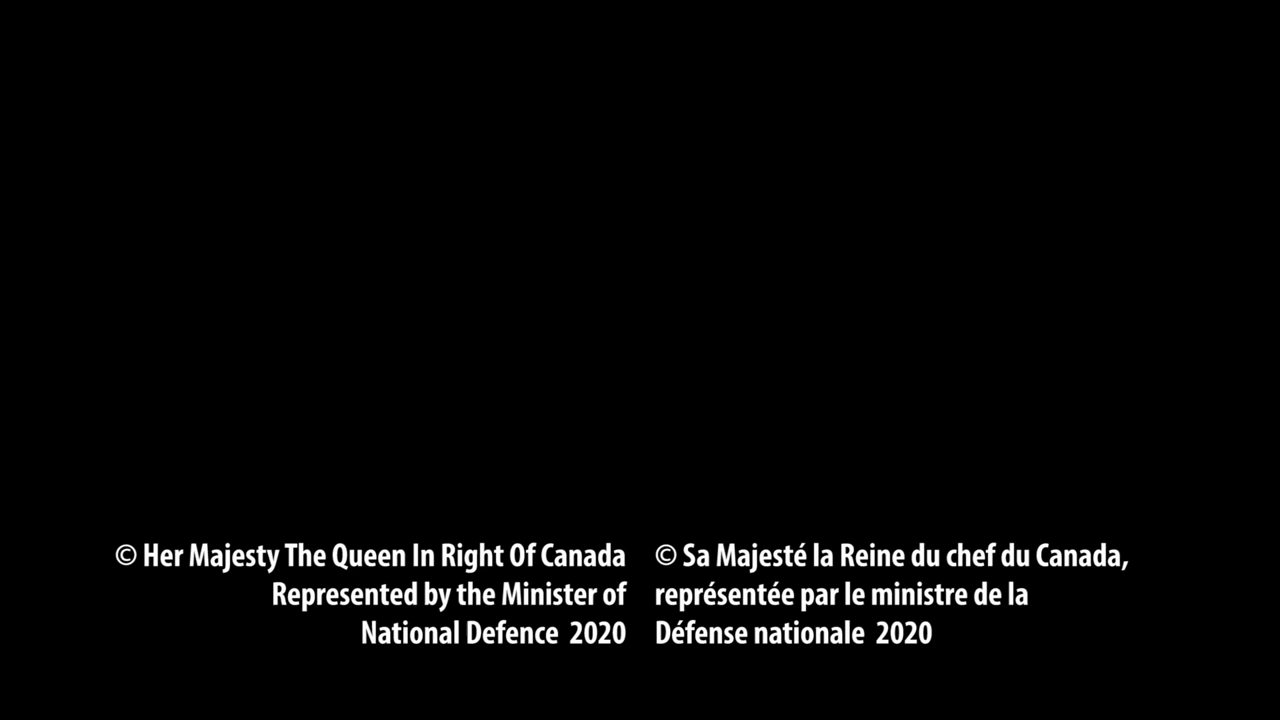 © Her Majesty The Queen In Right Of Canada
Represented by the Minister of
National Defence 2020
© Sa Majesté la Reine du chef du Canada,
représentée par le ministre de la
Défense nationale 2020